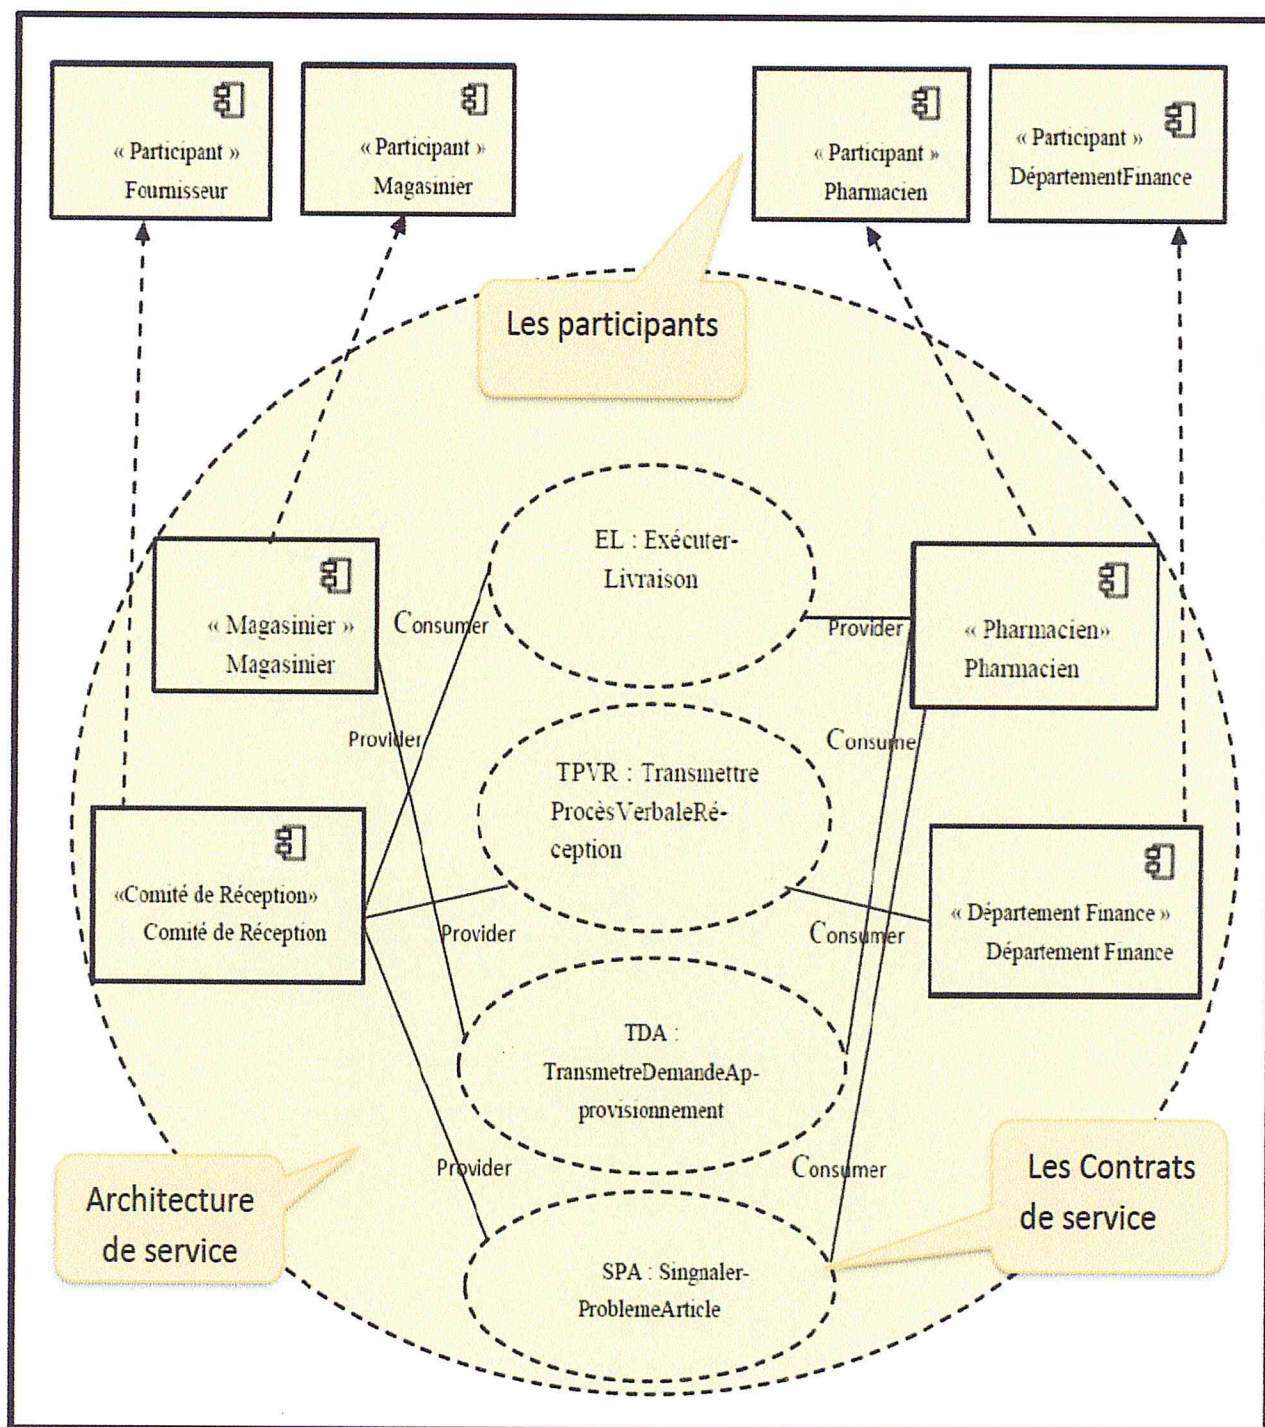 « Participant »
Fournisseur
« Participant »
Magasinier
« Participant »
Pharmacien
« Participant »
DépartementFinance
Les participants
EL : Exécuter-
Livraison
« Magasinier »
Magasinier
Consumer
Provider
« Pharmacien»
Pharmacien
Provider
Consume
TPVR : Transmettre
ProcèsVerbaleRé-
ception
«Comité de Réception»
Comité de Réception
Provider
Consumer
« Département Finance »
Département Finance
TDA :
TransmetreDemandeAp-
provisionnement
Provider
Consumer
Architecture
de service
Les Contrats
de service
SPA : Singnaler-
ProblemeArticle